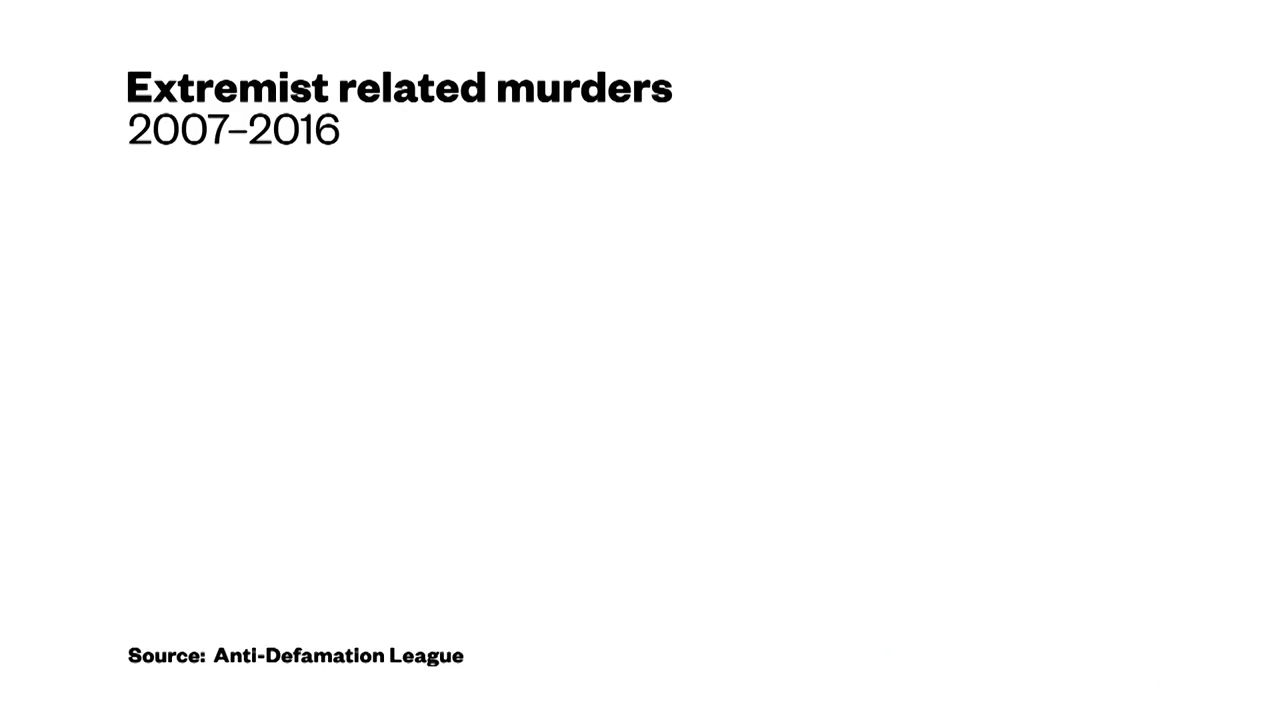 Extremist related murders
2007–2016
Source: Anti-Defamation League